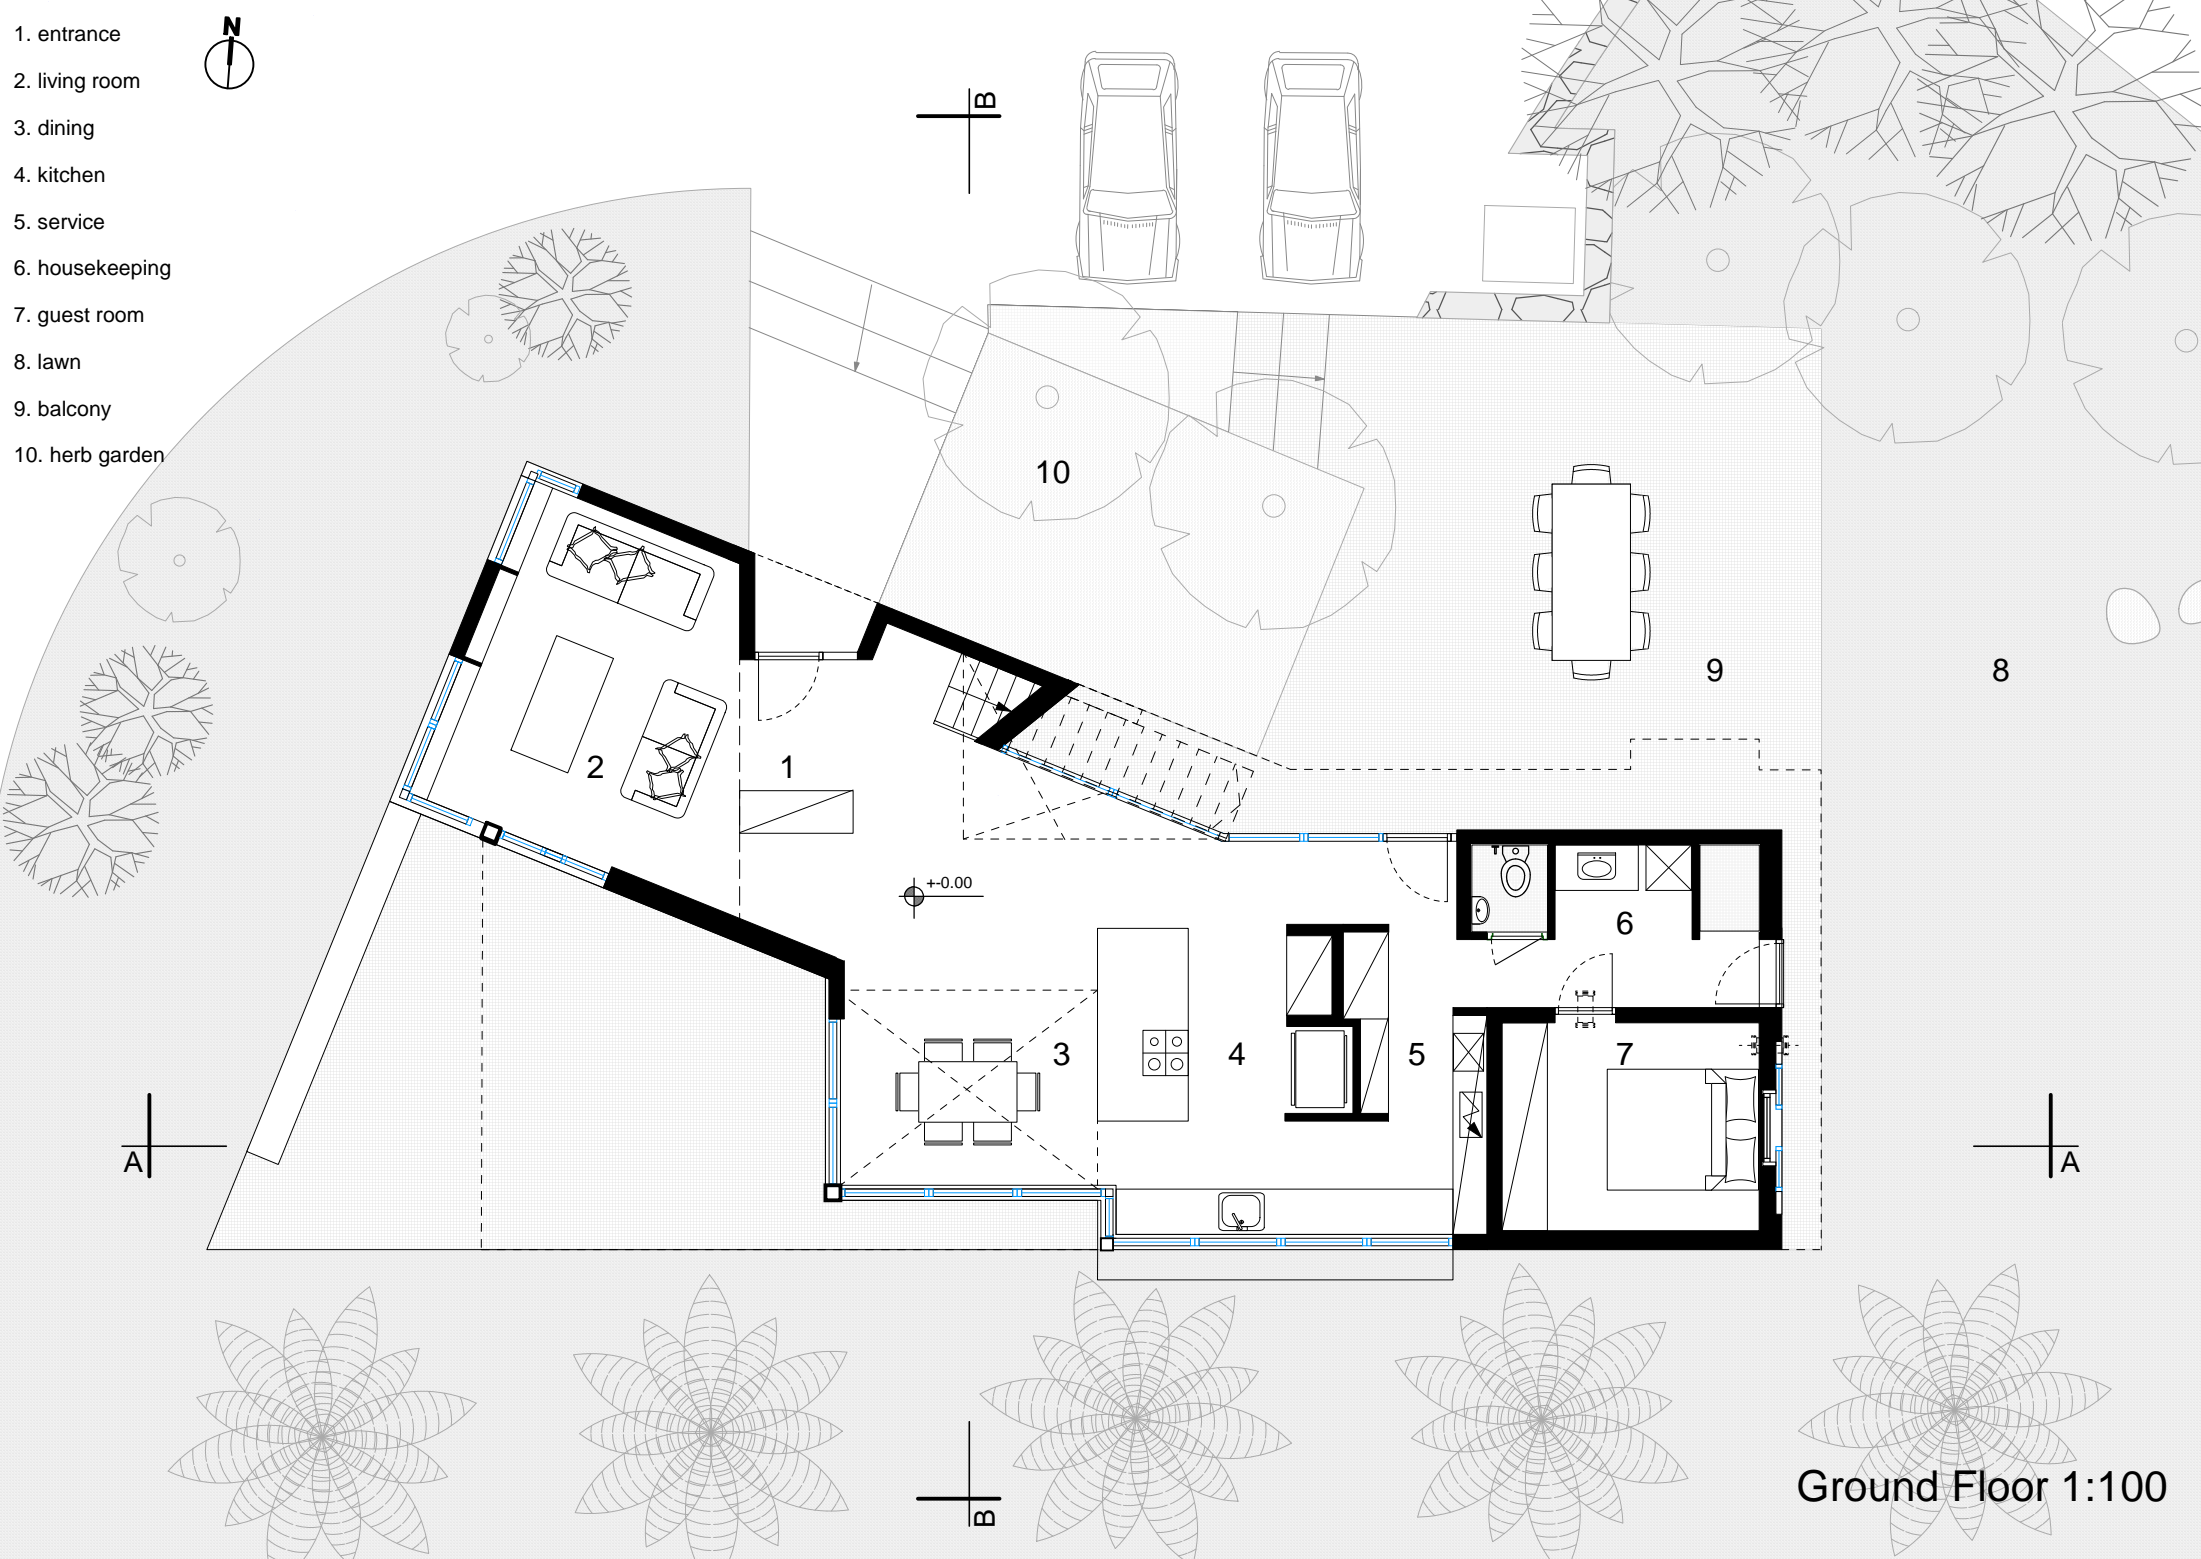 1. entrance
N
2. living room
3. dining
4. kitchen
5. service
6. housekeeping
7. guest room
8. lawn
9. balcony
10. herb garden
B
10
9
8
2
1
+-0.00
6
3
4
5
7
A
A
B
Ground Floor 1:100